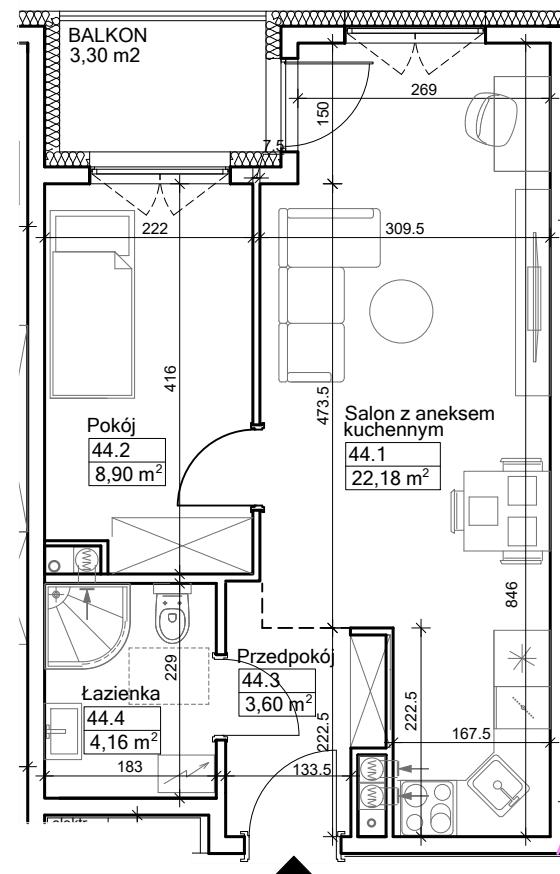 BALKON
3,30 m2
7.5
150
269
222
309.5
416
473.5
Pokój
44.2
8,90 m²
Salon z aneksem
kuchennym
44.1
22,18 m²
846
229
Przedpokój
44.3
3,60 m²
222.5
222.5
Łazienka
44.4
4,16 m²
183
133.5
167.5
elektr.